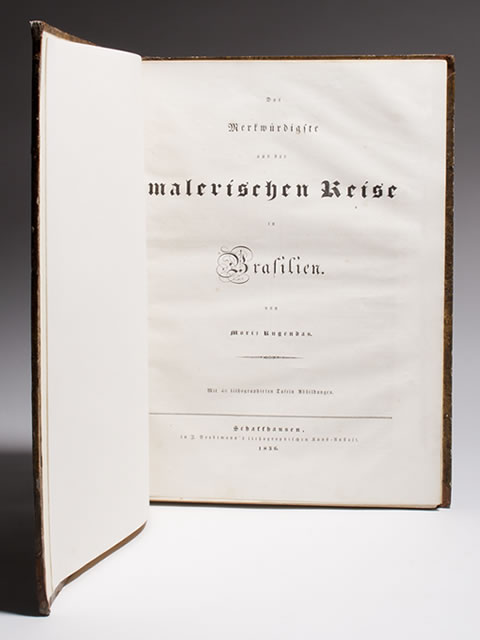 Das
Merkwürdigste
aus der
malerischen Reise
in
Brasilien.
von
Moriz Rugendas.
Mit lithographirten Tafeln Abbildungen.
Schaffhausen,
in J. Brodtmann's lithographischen Kunst-Anstalt
1836.